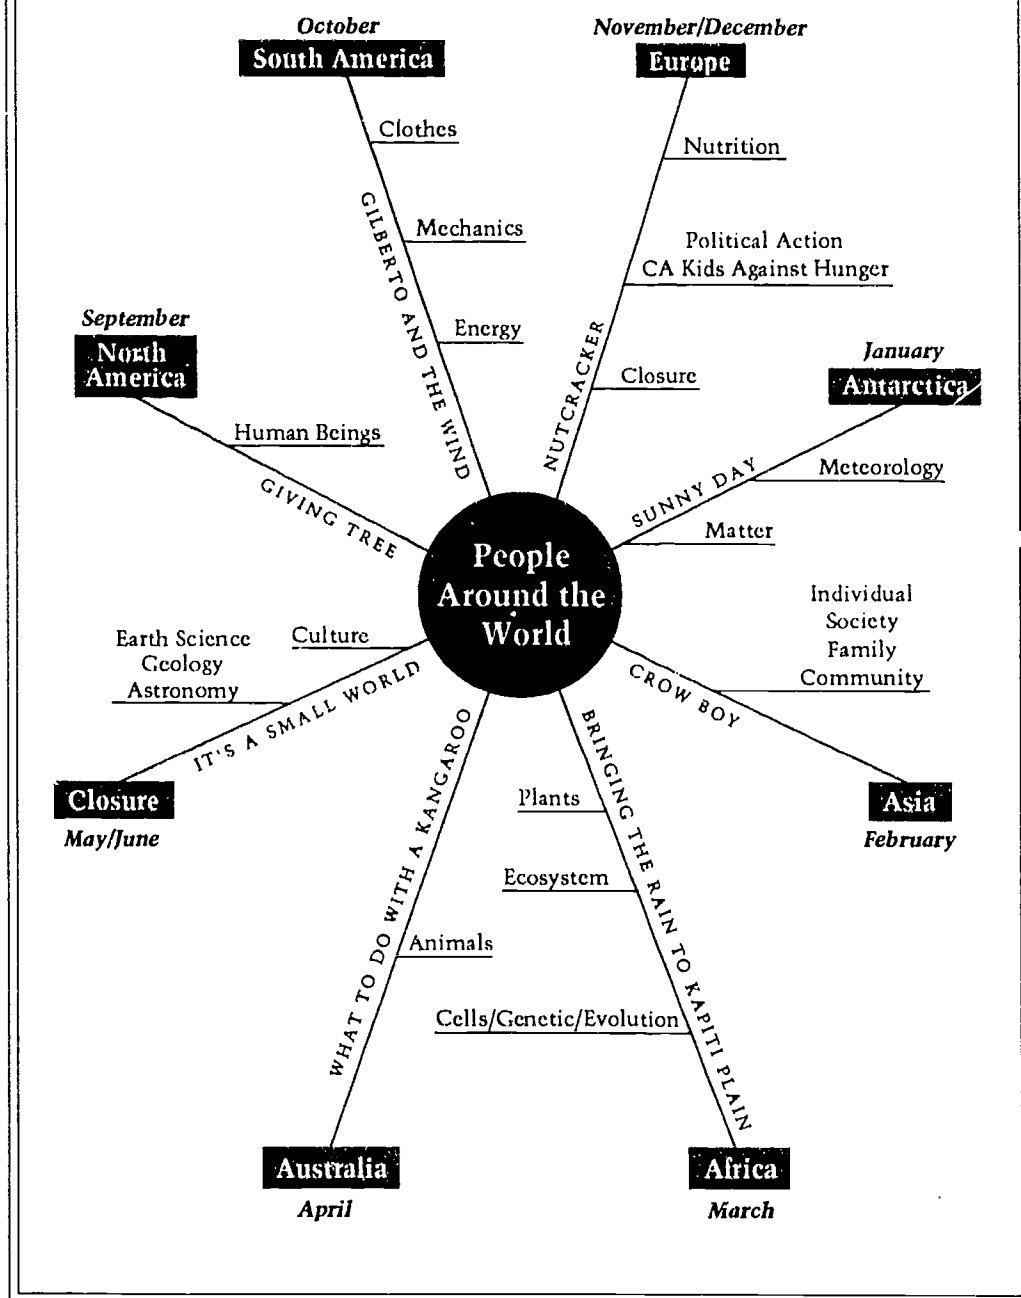 October
South America
November/December
Europe
Clothes
Nutrition
GILBERTO AND THE WIND
Mechanics
Political Action
CA Kids Against Hunger
Energy
NUTCRACKER
Closure
September
North
America
January
Antarctica
Human Beings
GIVING TREE
SUNNY DAY
Meteorology
Matter
People
Around the
World
Individual
Society
Family
Community
CROW BOY
Culture
Earth Science
Geology
Astronomy
IT'S A SMALL WORLD
Closure
May/June
Asia
February
WHAT TO DO WITH A KANGAROO
BRINGING THE RAIN TO KAPITI PLAIN
Plants
Ecosystem
Animals
Cells/Genetic/Evolution
Australia
April
Africa
March